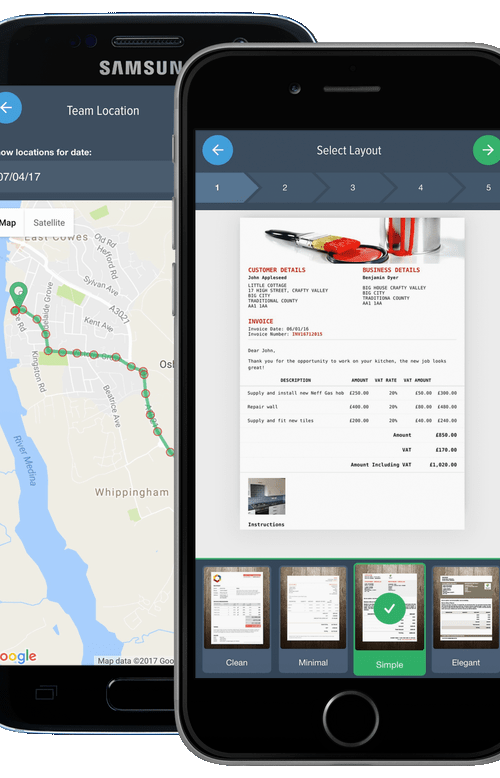 SAMSUN
Team Location
ow locations for date:
07/04/17
Map
Satellite
East Cowes
Old Rd
Hefford Rd
Sylvan Ave
A3021
Adelaide Grove
Kent Ave
Kingston Rd
Beatrice Ave
Os
River Medina
Whippingham
oogle
Map data ©2017 Goo
Select Layout
1 2 3 4 5
CUSTOMER DETAILS
John Appleseed
LITTLE COTTAGE
17 HIGH STREET, CRAFTY VALLEY
BIG CITY
TRADITIONAL COUNTY
AA1 1AA
BUSINESS DETAILS
Benjamin Dyer
BIG HOUSE CRAFTY VALLEY
BIG CITY
TRADITIONA COUNTY
AA1 1AA
INVOICE
Invoice Date: 06/01/16
Invoice Number: INV16712015
Dear John,
Thank you for the opportunity to work on your kitchen, the new job looks
great!
DESCRIPTION AMOUNT VAT RATE VAT AMOUNT
Supply and install new Neff Gas hob £250.00 20% £50.00 £300.00
Repair wall £400.00 20% £80.00 £480.00
Supply and fit new tiles £200.00 20% £40.00 £240.00
Amount £850.00
VAT £170.00
Amount Including VAT £1,020.00
Instructions
Clean
Minimal
Simple
Elegant